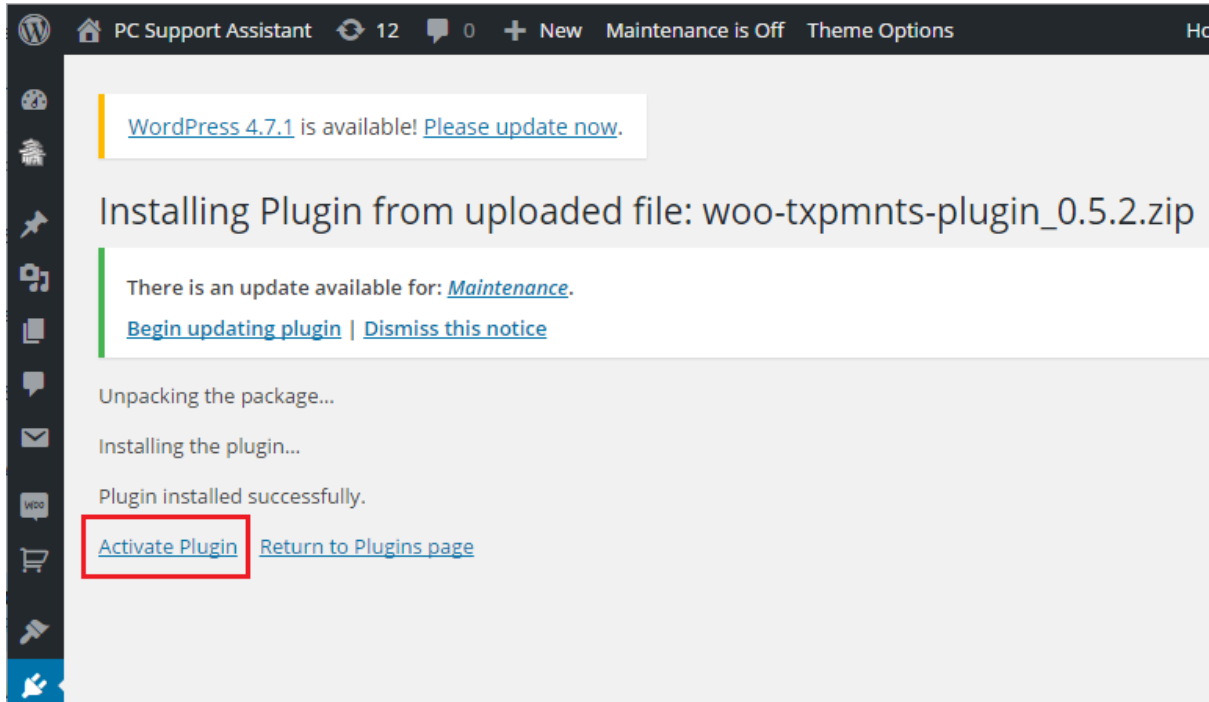 PC Support Assistant 12 0 + New Maintenance is Off Theme Options Ho
WordPress 4.7.1 is available! Please update now.
Installing Plugin from uploaded file: woo-txpmnts-plugin_0.5.2.zip
There is an update available for: Maintenance.
Begin updating plugin | Dismiss this notice
Unpacking the package...
Installing the plugin...
Plugin installed successfully.
Woo
Activate Plugin Return to Plugins page